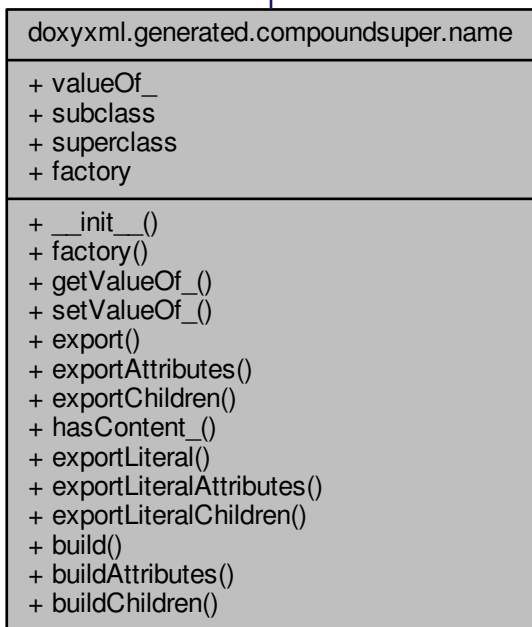 doxyxml.generated.compoundsuper.name
+ valueOf_
+ subclass
+ superclass
+ factory
+ __init__()
+ factory()
+ getValueOf_()
+ setValueOf_()
+ export()
+ exportAttributes()
+ exportChildren()
+ hasContent_()
+ exportLiteral()
+ exportLiteralAttributes()
+ exportLiteralChildren()
+ build()
+ buildAttributes()
+ buildChildren()